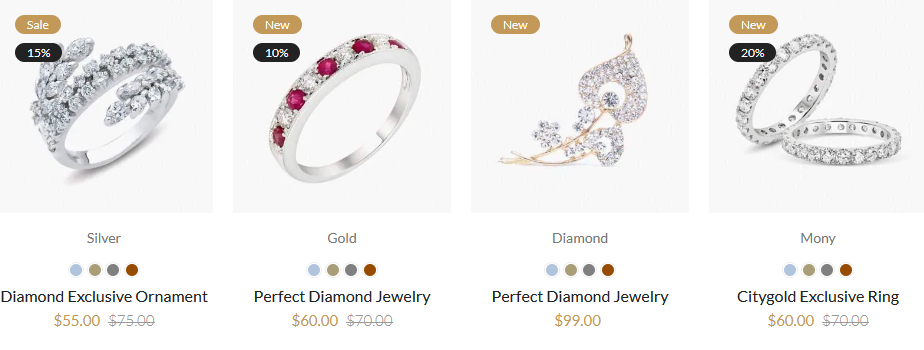 Sale
15%
New
10%
New
New
20%
Silver
Gold
Diamond
Mony
Diamond Exclusive Ornament
Perfect Diamond Jewelry
Perfect Diamond Jewelry
Citygold Exclusive Ring
$55.00 $75.00
$60.00 $70.00
$99.00
$60.00 $70.00